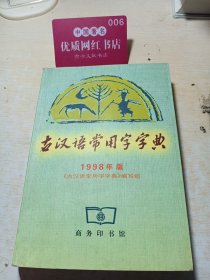 006
中国著名
优质网红书店
古汉语常用字字典
1998年版
《古汉语常用字字典》编写组
商务印书馆